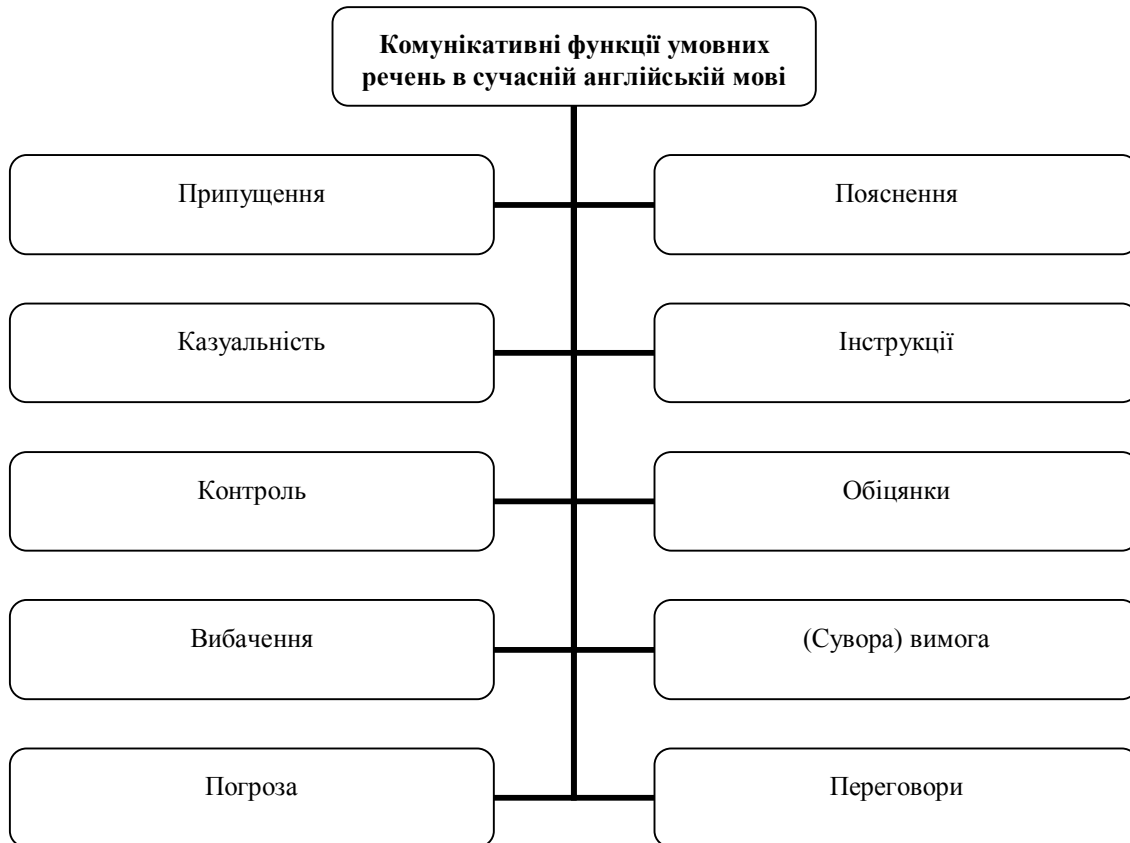 Комунікативні функції умовних
речень в сучасній англійській мові
Припущення
Пояснення
Казуальність
Інструкції
Контроль
Обіцянки
Вибачення
(Сувора) вимога
Погроза
Переговори